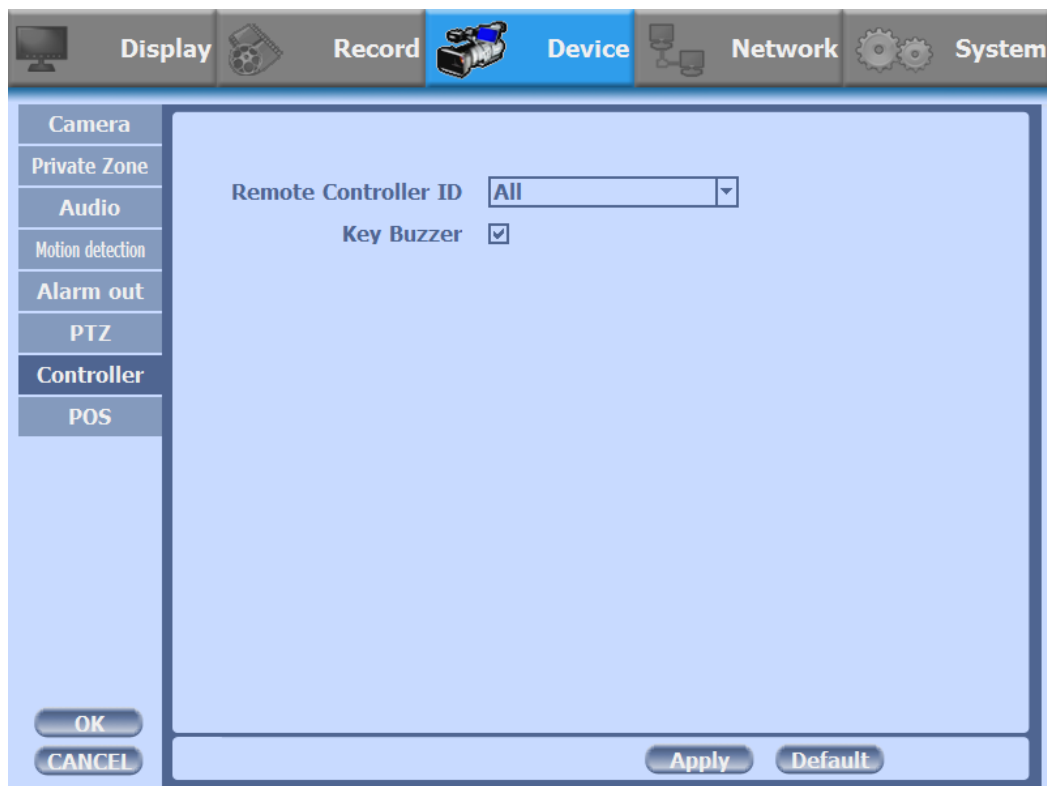 Display Record Device Network System
Camera
Private Zone
Audio
Motion detection
Alarm out
PTZ
Controller
POS
Remote Controller ID All
Key Buzzer
OK
CANCEL
Apply Default